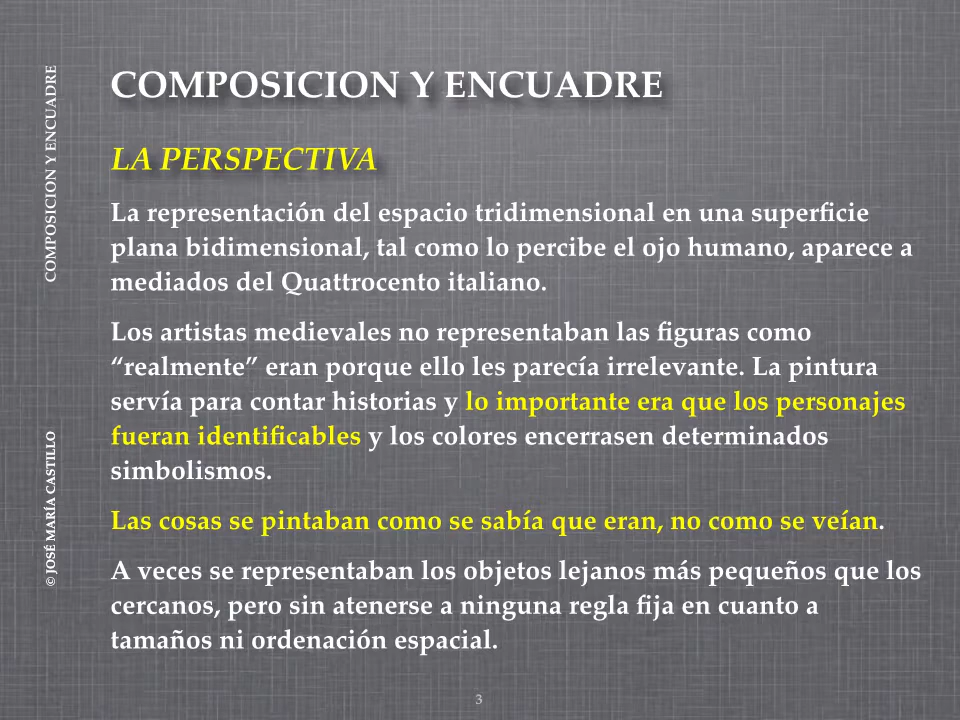 COMPOSICION Y ENCUADRE
© JOSÉ MARÍA CASTILLO
COMPOSICION Y ENCUADRE
LA PERSPECTIVA
La representación del espacio tridimensional en una superficie
plana bidimensional, tal como lo percibe el ojo humano, aparece a
mediados del Quattrocento italiano.
Los artistas medievales no representaban las figuras como
“realmente” eran porque ello les parecía irrelevante. La pintura
servía para contar historias y lo importante era que los personajes
fueran identificables y los colores encerrasen determinados
simbolismos.
Las cosas se pintaban como se sabía que eran, no como se veían.
A veces se representaban los objetos lejanos más pequeños que los
cercanos, pero sin atenerse a ninguna regla fija en cuanto a
tamaños ni ordenación espacial.
3